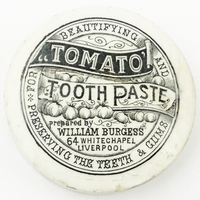 FOR BEAUTIFYING AND
"TOMATO"
TOOTH PASTE
prepared by
WILLIAM BURGESS
64 WHITECHAPEL
LIVERPOOL
PRESERVING THE TEETH & GUMS